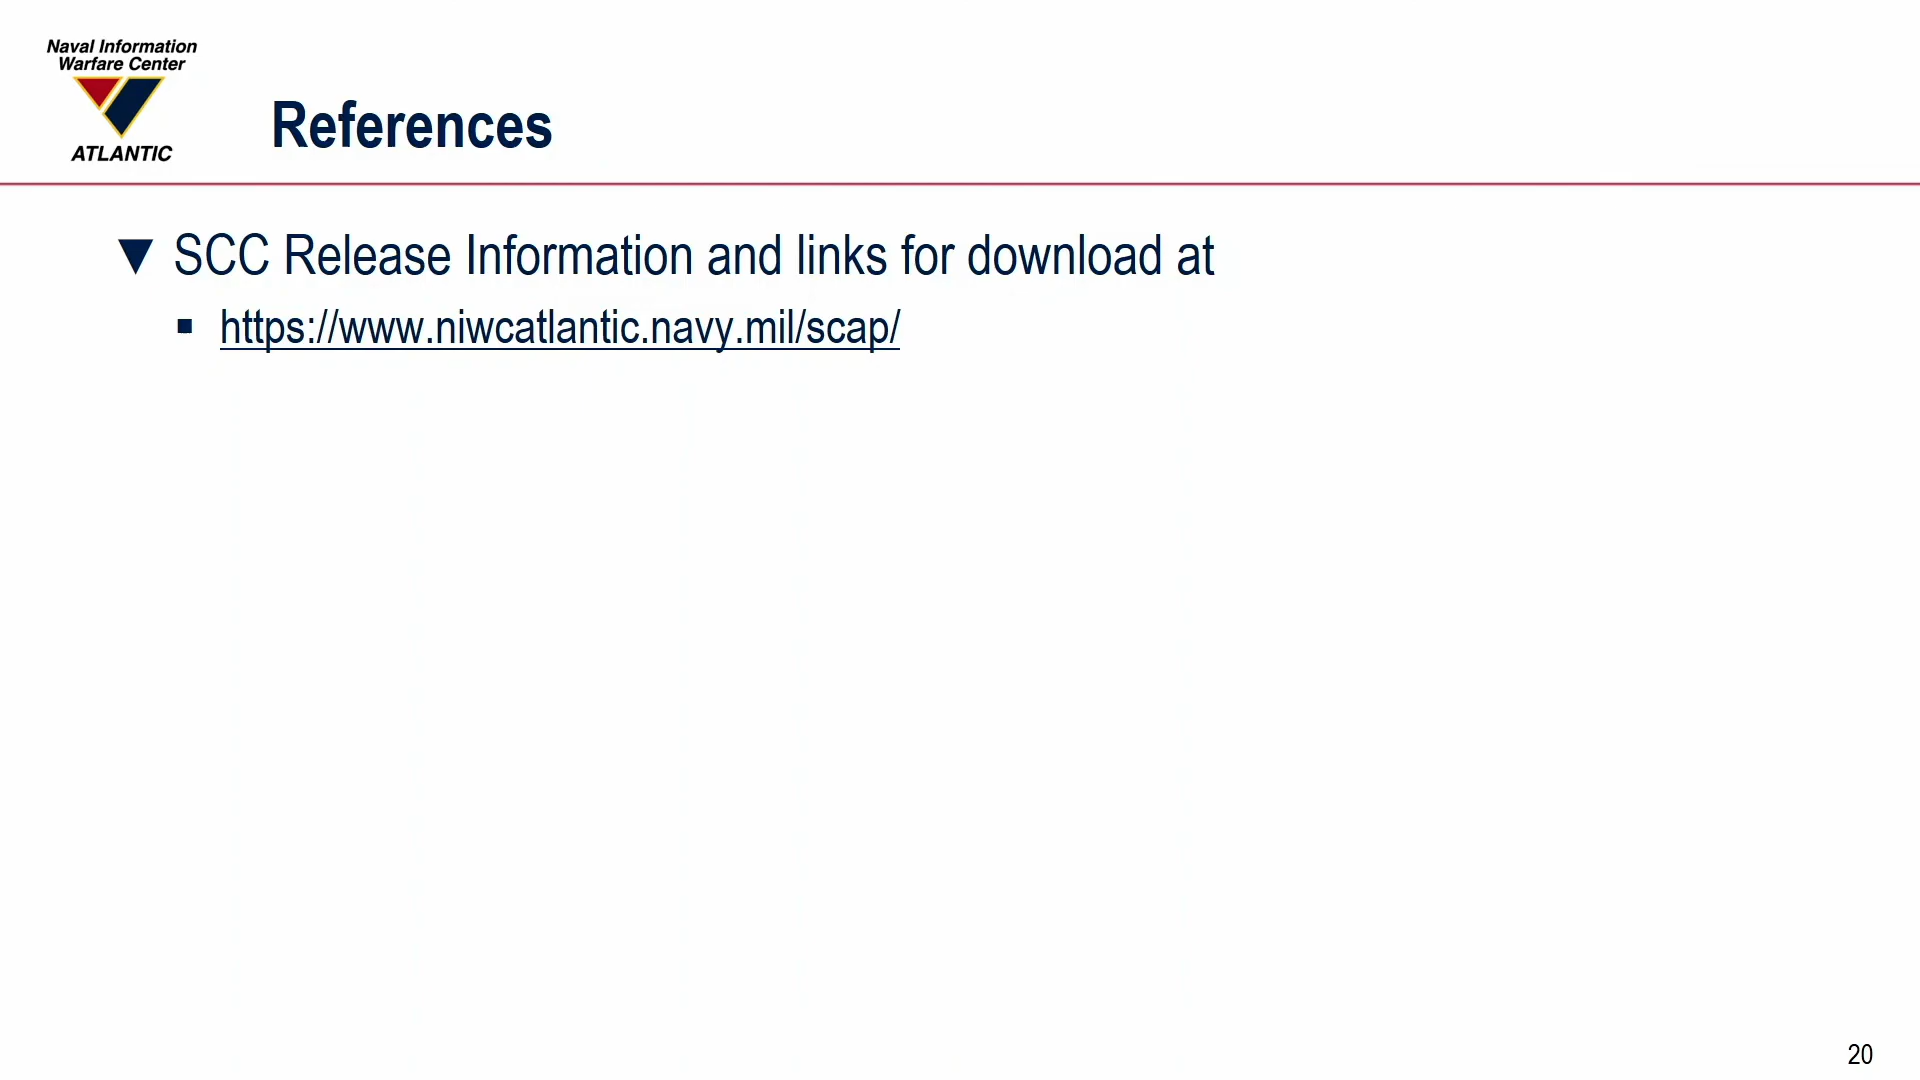 Naval Information
Warfare Center
ATLANTIC
References
▼ SCC Release Information and links for download at
▪ https://www.niwcatlantic.navy.mil/scap/
20